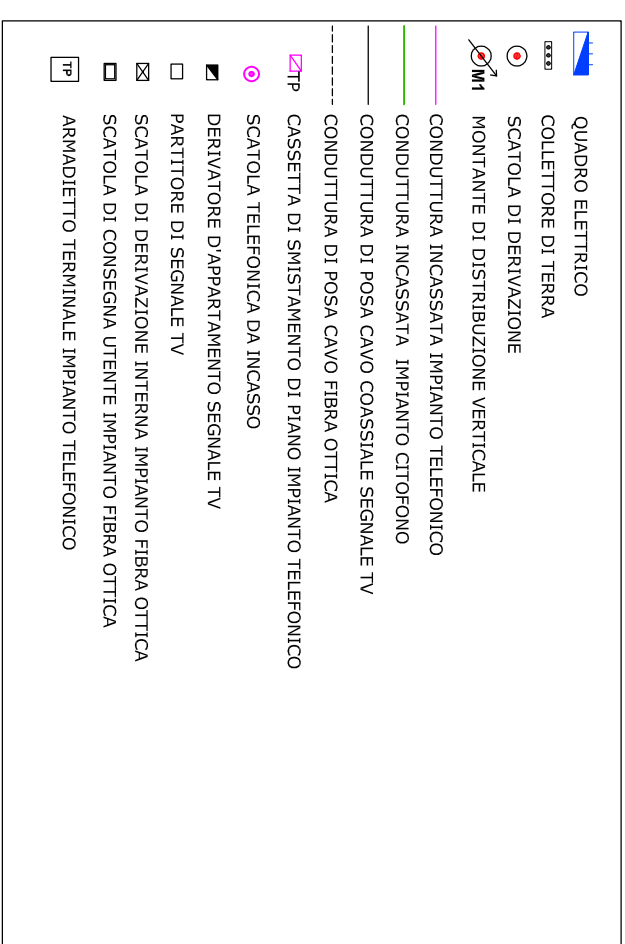 QUADRO ELETTRICO
COLLETTORE DI TERRA
SCATOLA DI DERIVAZIONE
M1 MONTANTE DI DISTRIBUZIONE VERTICALE
CONDUTTURA INCASSATA IMPIANTO TELEFONICO
CONDUTTURA INCASSATA IMPIANTO CITOFONO
CONDUTTURA DI POSA CAVO COASSIALE SEGNALE TV
CONDUTTURA DI POSA CAVO FIBRA OTTICA
TP CASSETTA DI SMISTAMENTO DI PIANO IMPIANTO TELEFONICO
SCATOLA TELEFONICA DA INCASSO
DERIVATORE D'APPARTAMENTO SEGNALE TV
PARTITORE DI SEGNALE TV
SCATOLA DI DERIVAZIONE INTERNA IMPIANTO FIBRA OTTICA
SCATOLA DI CONSEGNA UTENTE IMPIANTO FIBRA OTTICA
TP ARMADIETTO TERMINALE IMPIANTO TELEFONICO